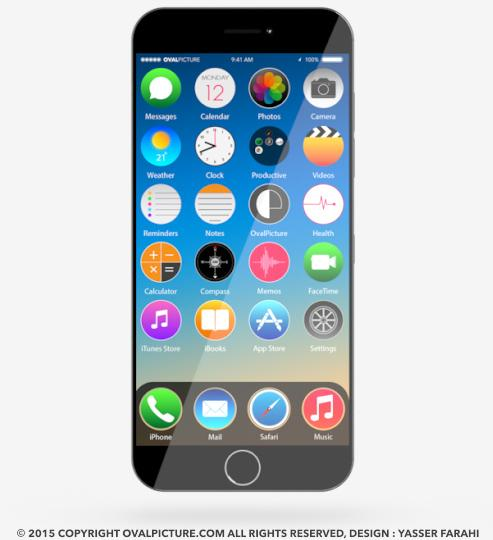 OVALPICTURE 9:41 AM 100%
MONDAY
12
Messages Calendar Photos Camera
21°
Weather Clock Productive Videos
Reminders Notes OvalPicture Health
Calculator Compass Memos FaceTime
iTunes Store iBooks App Store Settings
iPhone Mail Safari Music
© 2015 COPYRIGHT OVALPICTURE.COM ALL RIGHTS RESERVED, DESIGN : YASSER FARAHI